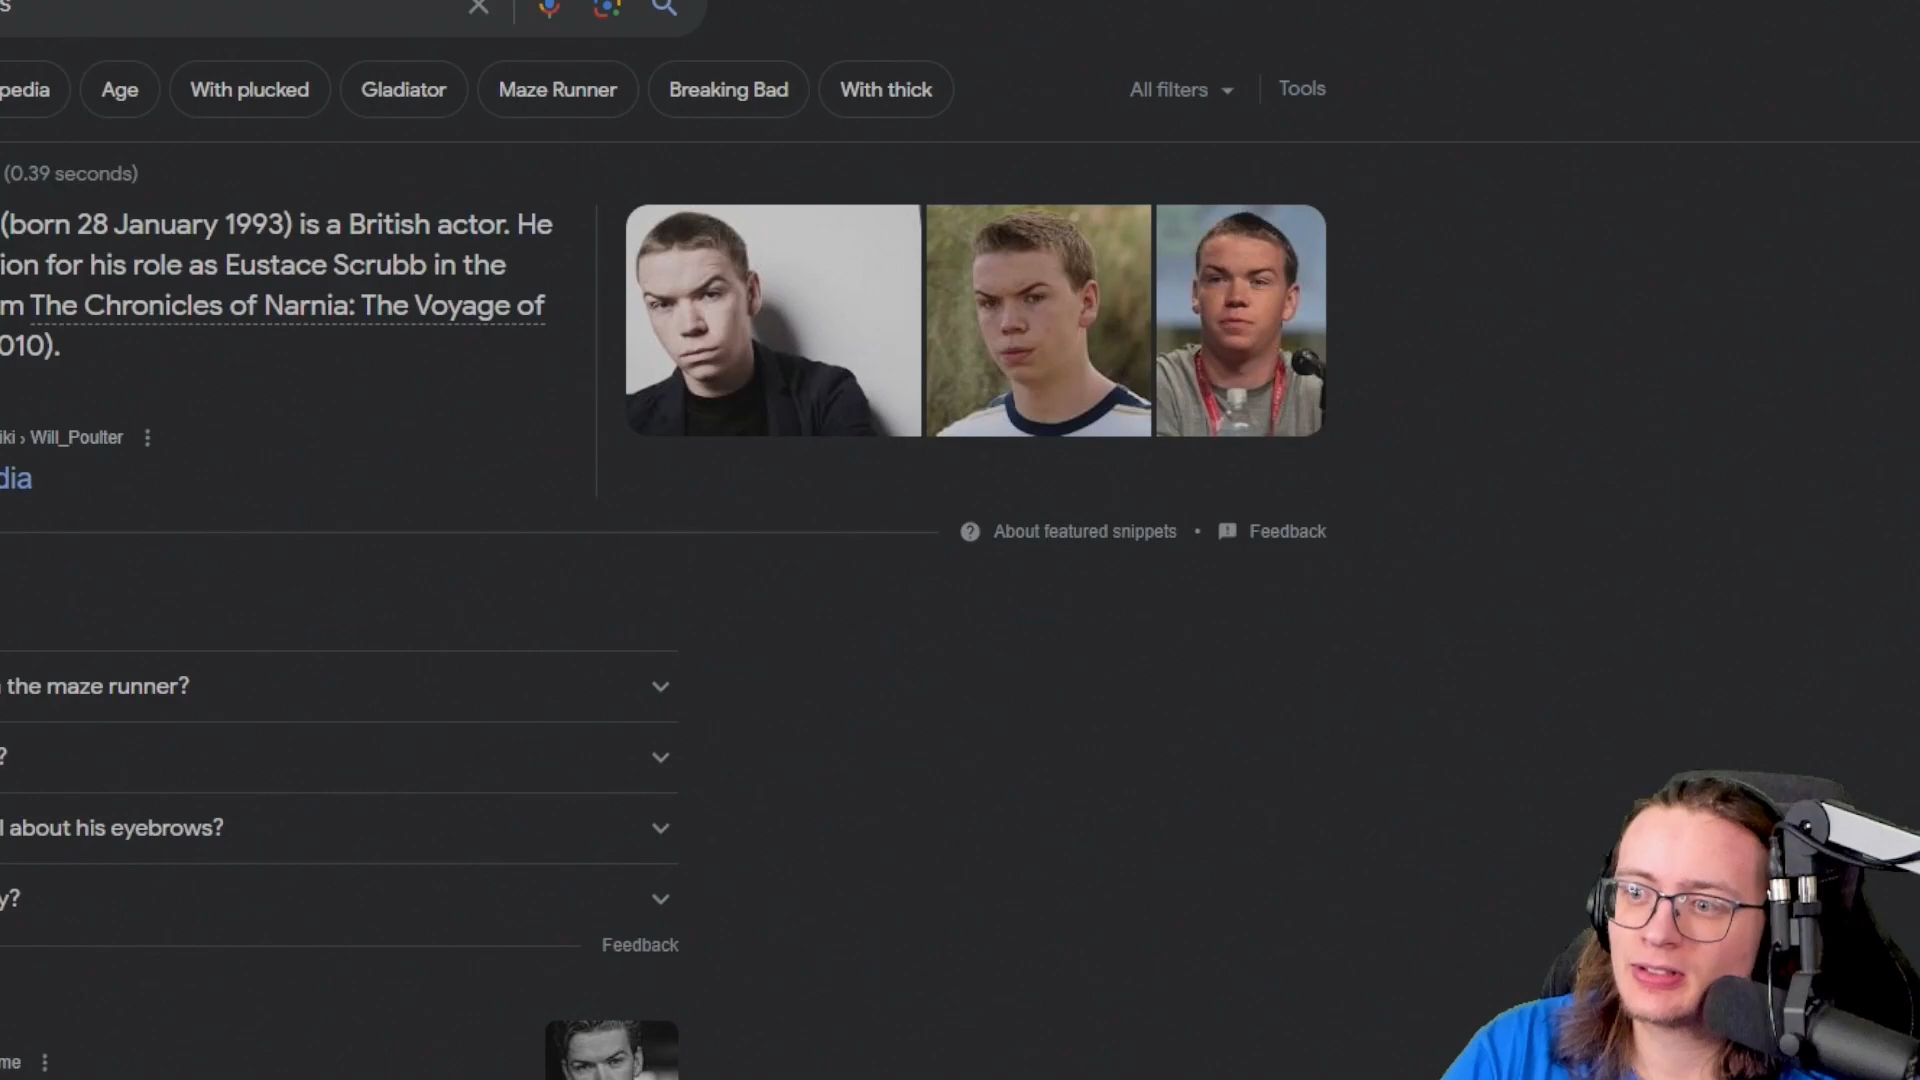 s
pedia
Age
With plucked
Gladiator
Maze Runner
Breaking Bad
With thick
All filters
Tools
(0.39 seconds)
(born 28 January 1993) is a British actor. He
ion for his role as Eustace Scrubb in the
m The Chronicles of Narnia: The Voyage of
010).
iki › Will_Poulter
dia
About featured snippets • Feedback
the maze runner?
?
l about his eyebrows?
y?
Feedback
me